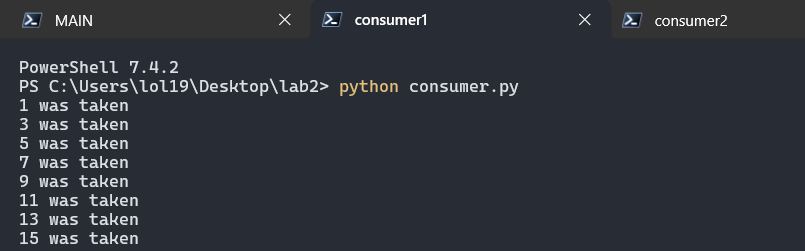 MAIN consumer1 consumer2
PowerShell 7.4.2
PS C:\Users\lol19\Desktop\lab2> python consumer.py
1 was taken
3 was taken
5 was taken
7 was taken
9 was taken
11 was taken
13 was taken
15 was taken